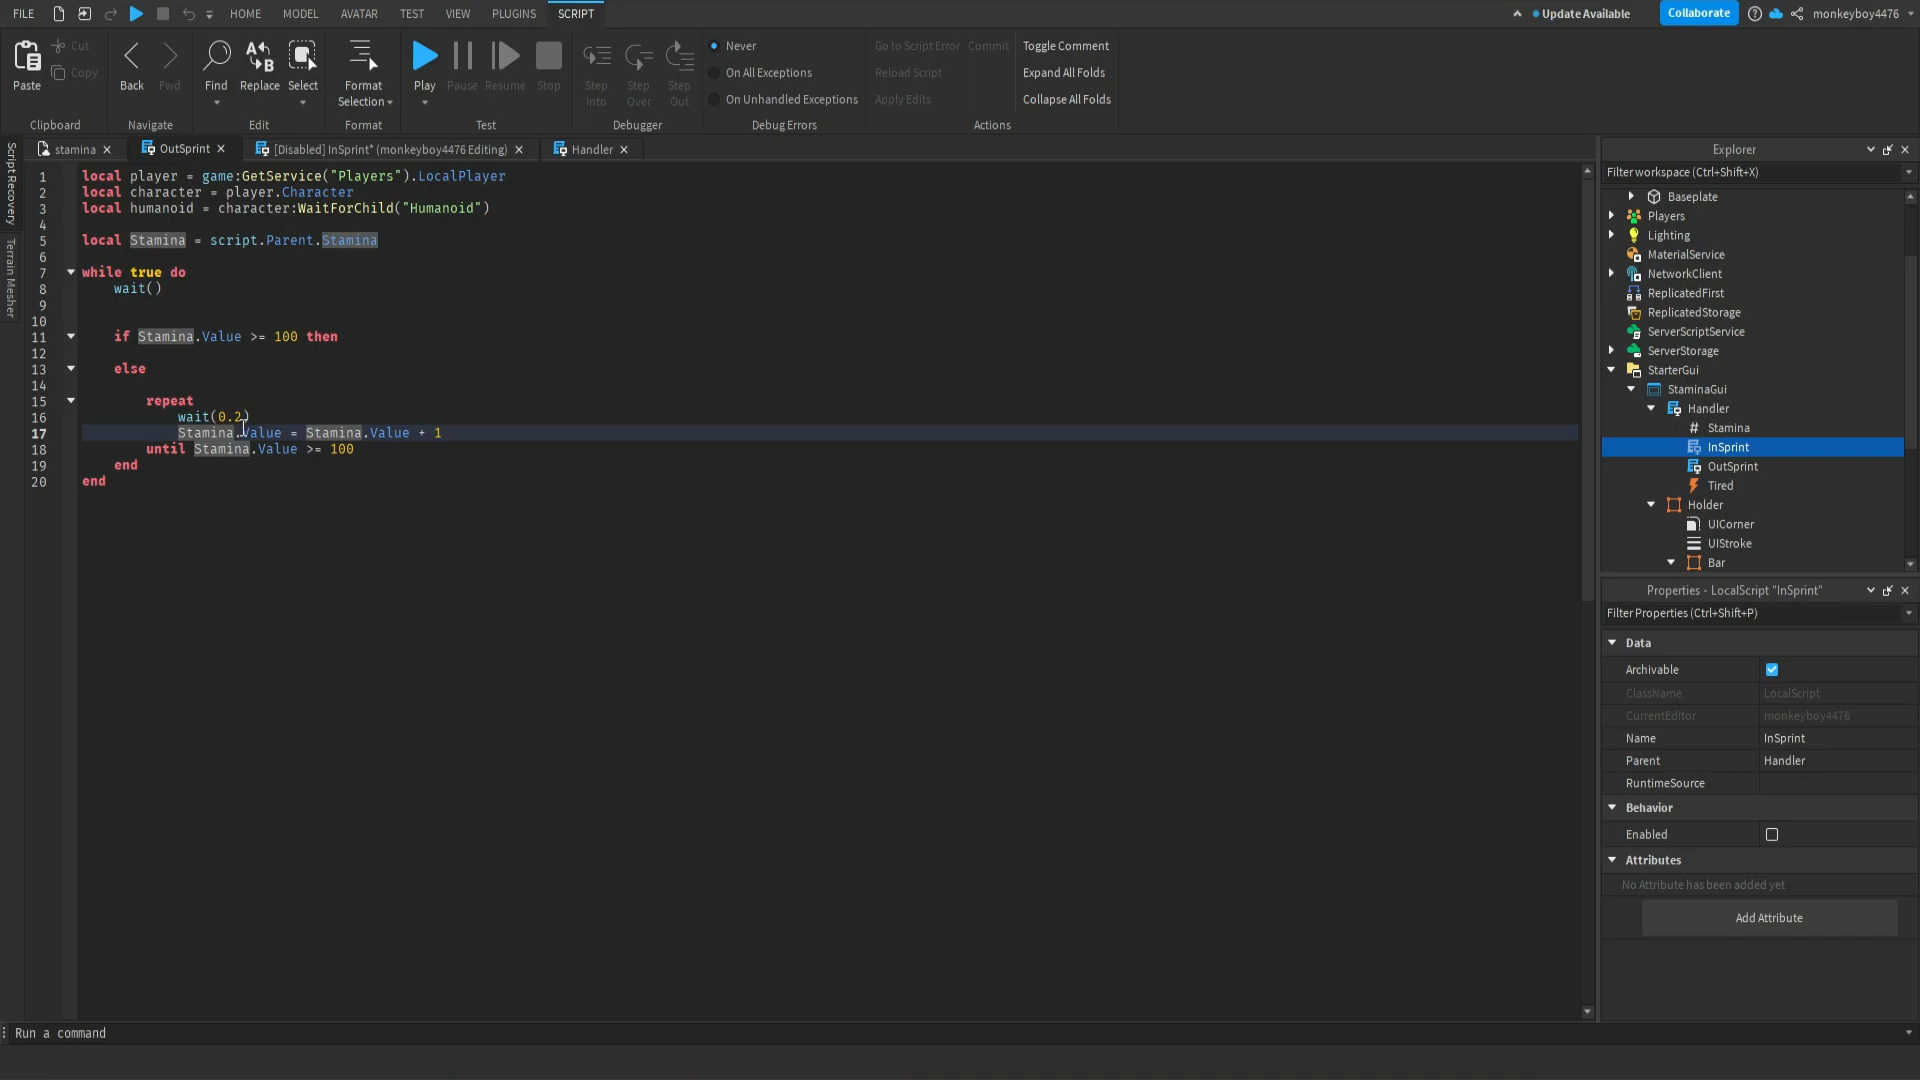 FILE HOME MODEL AVATAR TEST VIEW PLUGINS SCRIPT Update Available Collaborate monkeyboy4476
Paste Cut Copy Back Fwd Find Replace Select Format Selection Play Pause Resume Stop Step Into Step Over Step Out
Never
On All Exceptions
On Unhandled Exceptions
Go to Script Error Commit
Reload Script
Apply Edits
Toggle Comment
Expand All Folds
Collapse All Folds
Clipboard Navigate Edit Format Test Debugger Debug Errors Actions
Script Recovery
Terrain Mesher
stamina OutSprint [Disabled] InSprint* (monkeyboy4476 Editing) Handler
1 local player = game:GetService("Players").LocalPlayer
2 local character = player.Character
3 local humanoid = character:WaitForChild("Humanoid")
4
5 local Stamina = script.Parent.Stamina
6
7 while true do
8 wait()
9
10
11 if Stamina.Value >= 100 then
12
13 else
14
15 repeat
16 wait(0.2)
17 Stamina.Value = Stamina.Value + 1
18 until Stamina.Value >= 100
19 end
20 end
Explorer
Filter workspace (Ctrl+Shift+X)
Baseplate
Players
Lighting
MaterialService
NetworkClient
ReplicatedFirst
ReplicatedStorage
ServerScriptService
ServerStorage
StarterGui
StaminaGui
Handler
# Stamina
InSprint
OutSprint
Tired
Holder
UICorner
UIStroke
Bar
Properties - LocalScript "InSprint"
Filter Properties (Ctrl+Shift+P)
Data
Archivable
ClassName LocalScript
CurrentEditor monkeyboy4476
Name InSprint
Parent Handler
RuntimeSource
Behavior
Enabled
Attributes
No Attribute has been added yet
Add Attribute
Run a command